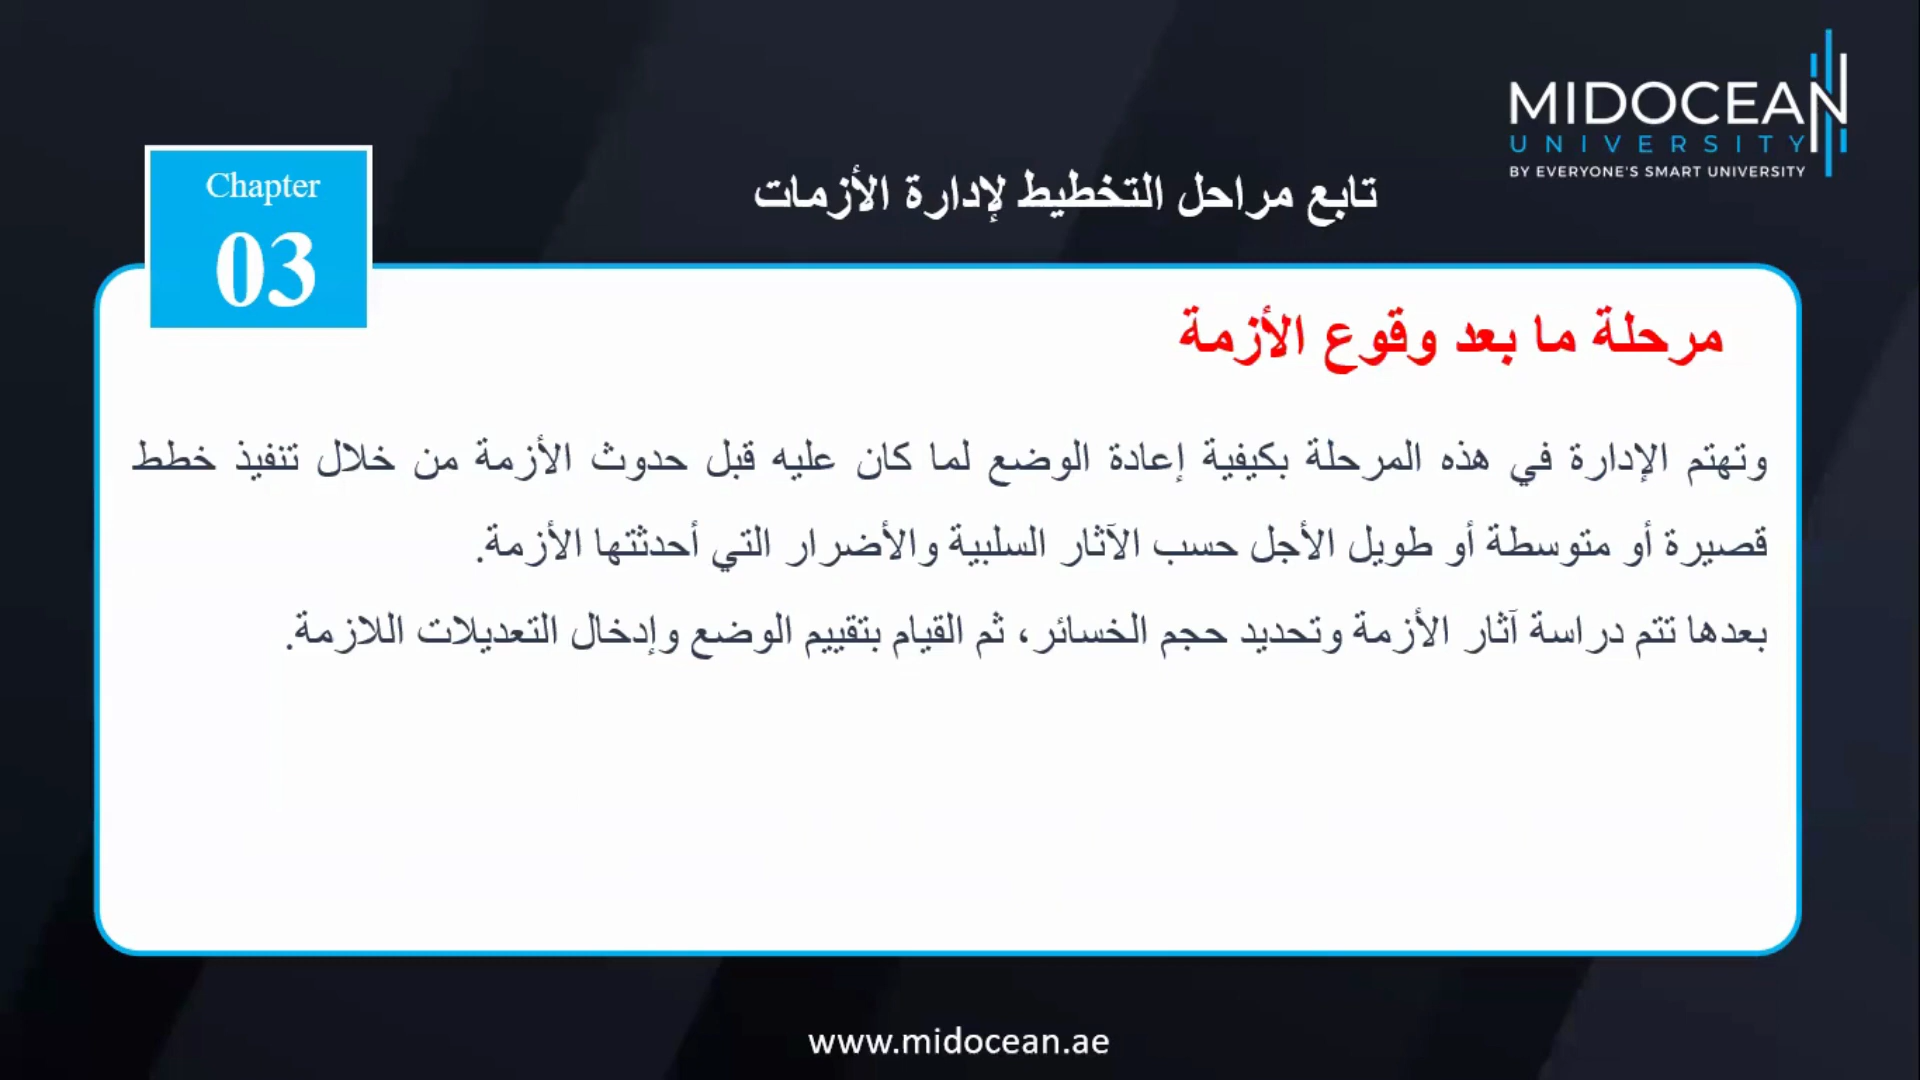 MIDOCEAN
UNIVERSITY
BY EVERYONE'S SMART UNIVERSITY
Chapter
03
تابع مراحل التخطيط لإدارة الأزمات
مرحلة ما بعد وقوع الأزمة
وتهتم الإدارة في هذه المرحلة بكيفية إعادة الوضع لما كان عليه قبل حدوث الأزمة من خلال تنفيذ خطط
قصيرة أو متوسطة أو طويل الأجل حسب الآثار السلبية والأضرار التي أحدثتها الأزمة.
بعدها تتم دراسة آثار الأزمة وتحديد حجم الخسائر، ثم القيام بتقييم الوضع وإدخال التعديلات اللازمة.
www.midocean.ae